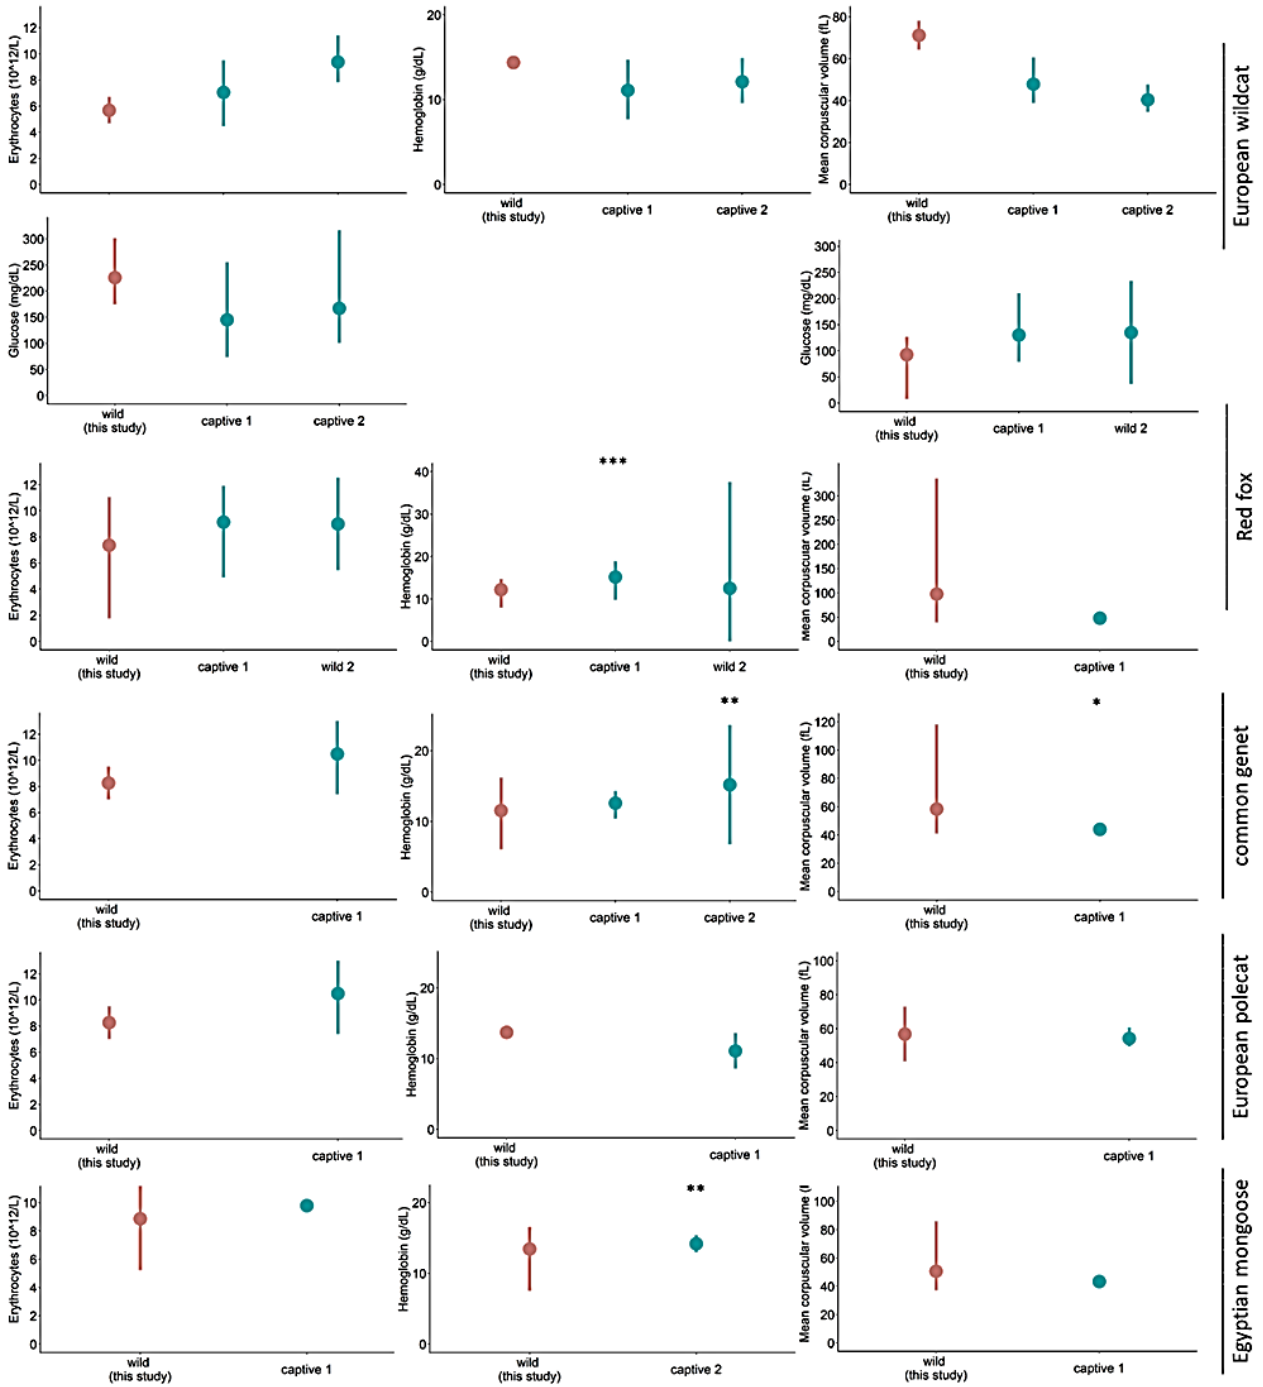 Erythrocytes (10^12/L)
12
10
8
6
4
2
0
Hemoglobin (g/dL)
20
10
0
wild
(this study)
captive 1
captive 2
Mean corpuscular volume (fL)
80
60
40
20
0
wild
(this study)
captive 1
captive 2
European wildcat
Glucose (mg/dL)
300
250
200
150
100
50
0
wild
(this study)
captive 1
captive 2
Glucose (mg/dL)
300
250
200
150
100
50
0
wild
(this study)
captive 1
wild 2
Red fox
Erythrocytes (10^12/L)
12
10
8
6
4
2
0
wild
(this study)
captive 1
wild 2
Hemoglobin (g/dL)
40
30
20
10
0
***
wild
(this study)
captive 1
wild 2
Mean corpuscular volume (fL)
300
250
200
150
100
50
0
wild
(this study)
captive 1
Erythrocytes (10^12/L)
12
10
8
6
4
2
0
wild
(this study)
captive 1
Hemoglobin (g/dL)
20
10
0
**
wild
(this study)
captive 1
captive 2
Mean corpuscular volume (fL)
120
100
80
60
40
20
0
*
wild
(this study)
captive 1
common genet
Erythrocytes (10^12/L)
12
10
8
6
4
2
0
wild
(this study)
captive 1
Hemoglobin (g/dL)
20
10
0
wild
(this study)
captive 1
Mean corpuscular volume (fL)
100
80
60
40
20
0
wild
(this study)
captive 1
European polecat
Erythrocytes (10^12/L)
10
8
6
4
2
0
wild
(this study)
captive 1
Hemoglobin (g/dL)
20
10
0
**
wild
(this study)
captive 2
Mean corpuscular volume (
100
80
60
40
20
0
wild
(this study)
captive 1
Egyptian mongoose